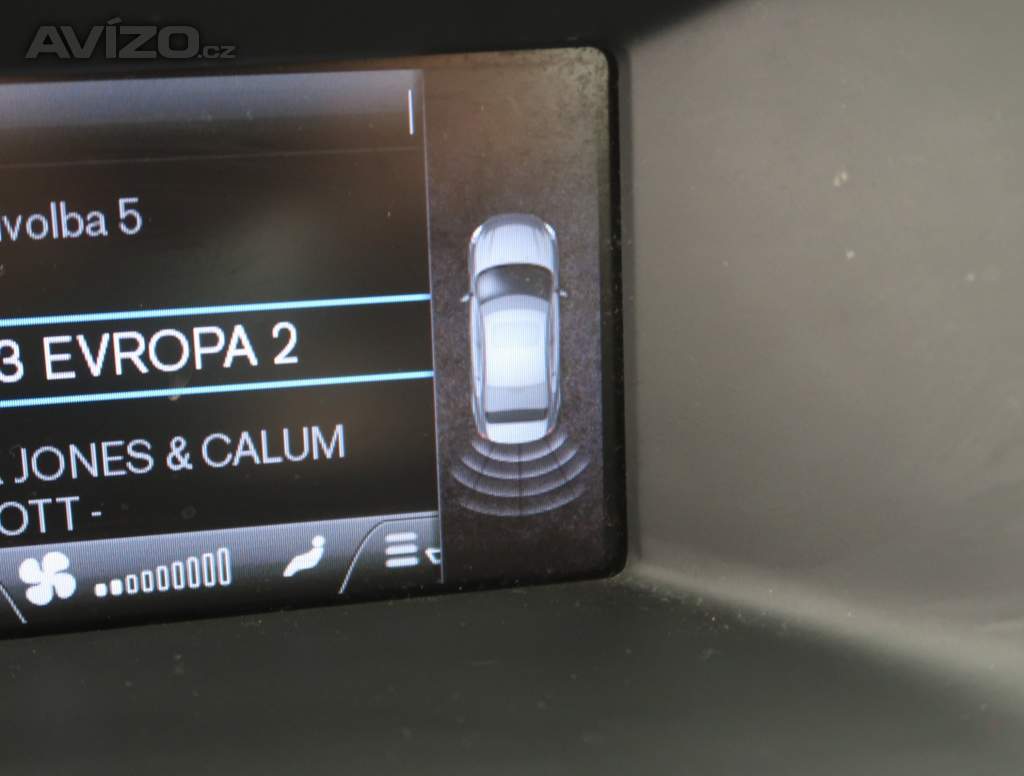 AVÍZO.cz
volba 5
3 EVROPA 2
JONES & CALUM
OTT -